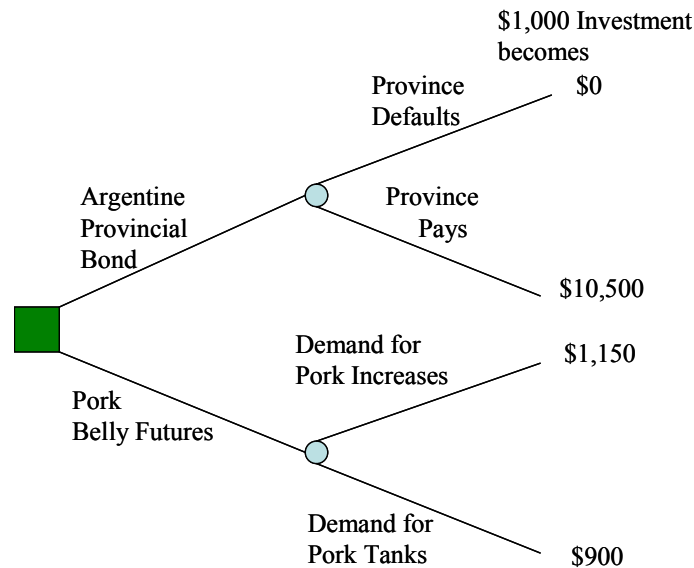 $1,000 Investment
becomes
Province
Defaults
$0
Argentine
Provincial
Bond
Province
Pays
$10,500
Demand for
Pork Increases
$1,150
Pork
Belly Futures
Demand for
Pork Tanks
$900